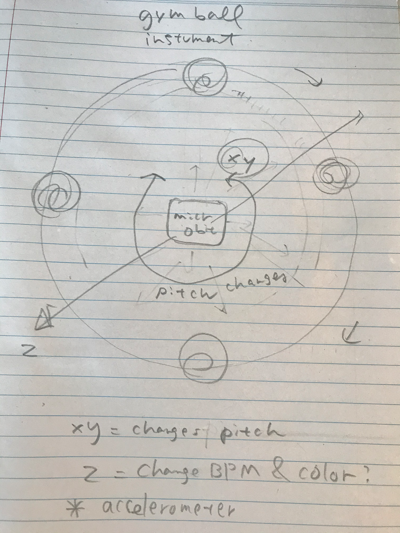 gym ball
instument
xy
micr
obit
pitch changes
z
xy = changes pitch
z = change BPM & color?
* accelerometer